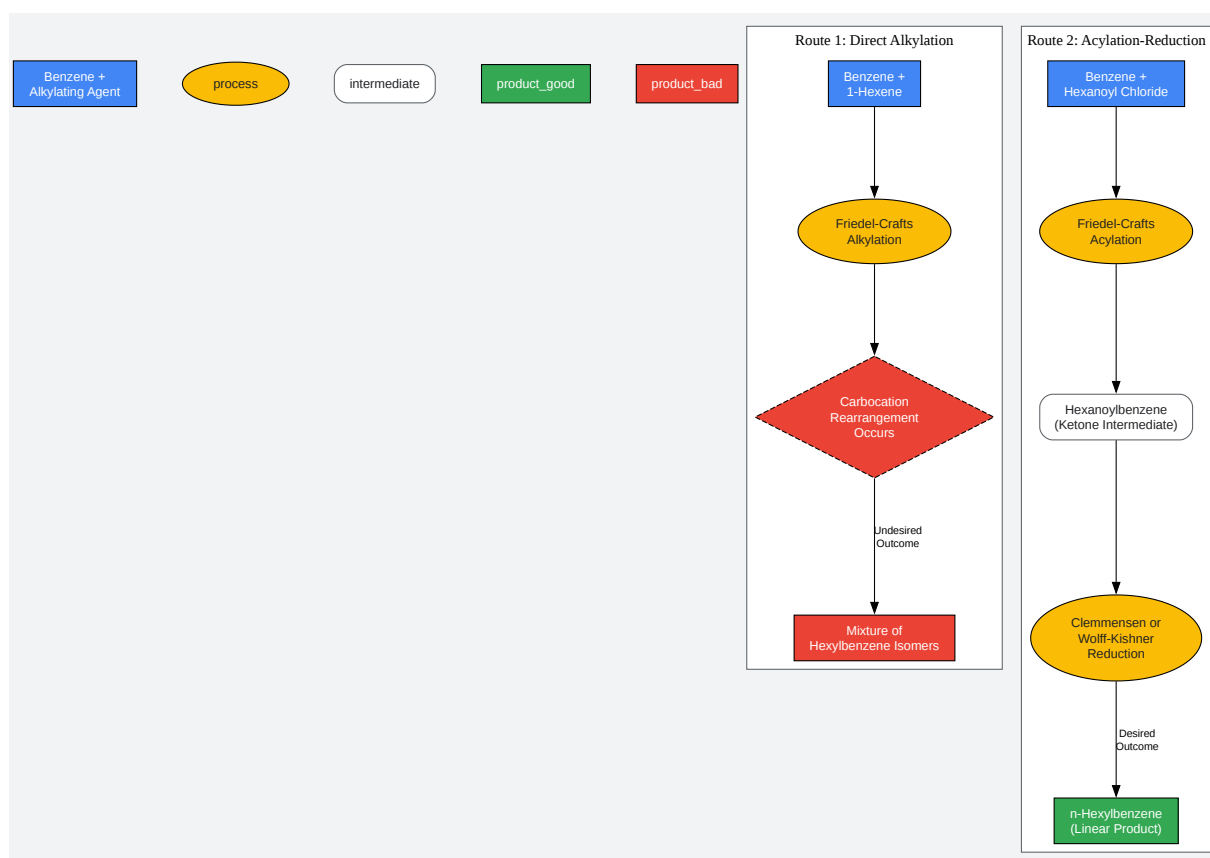 Benzene +
Alkylating Agent
process
intermediate
product_good
product_bad
Route 1: Direct Alkylation
Benzene +
1-Hexene
Friedel-Crafts
Alkylation
Carbocation
Rearrangement
Occurs
Undesired
Outcome
Mixture of
Hexylbenzene Isomers
Route 2: Acylation-Reduction
Benzene +
Hexanoyl Chloride
Friedel-Crafts
Acylation
Hexanoylbenzene
(Ketone Intermediate)
Clemmensen or
Wolff-Kishner
Reduction
Desired
Outcome
n-Hexylbenzene
(Linear Product)